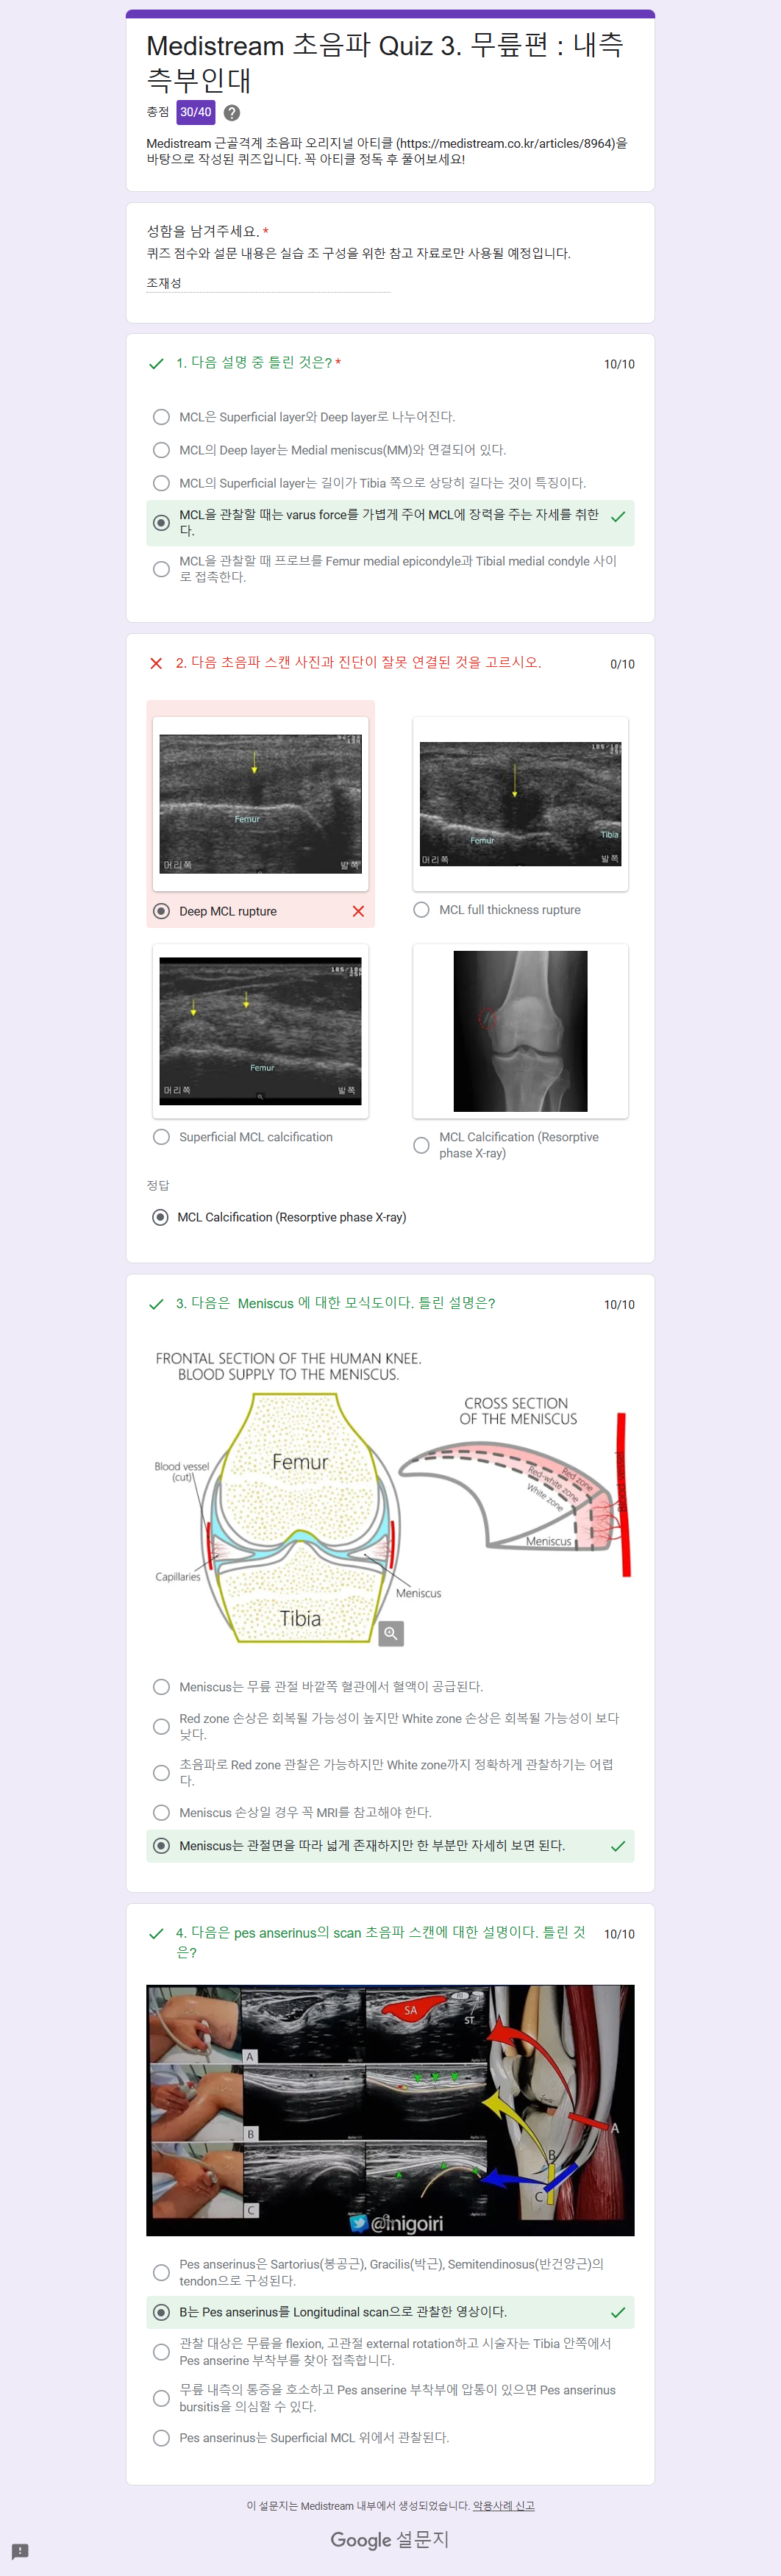 Medistream 초음파 Quiz 3. 무릎편 : 내측
측부인대
총점 30/40
Medistream 근골격계 초음파 오리지널 아티클 (https://medistream.co.kr/articles/8964)을
바탕으로 작성된 퀴즈입니다. 꼭 아티클 정독 후 풀어보세요!
성함을 남겨주세요. *
퀴즈 점수와 설문 내용은 실습 조 구성을 위한 참고 자료로만 사용될 예정입니다.
조재성
1. 다음 설명 중 틀린 것은? * 10/10
MCL은 Superficial layer와 Deep layer로 나누어진다.
MCL의 Deep layer는 Medial meniscus(MM)와 연결되어 있다.
MCL의 Superficial layer는 길이가 Tibia 쪽으로 상당히 길다는 것이 특징이다.
MCL을 관찰할 때는 varus force를 가볍게 주어 MCL에 장력을 주는 자세를 취한
다.
MCL을 관찰할 때 프로브를 Femur medial epicondyle과 Tibial medial condyle 사이
로 접촉한다.
2. 다음 초음파 스캔 사진과 진단이 잘못 연결된 것을 고르시오. 0/10
Femur
머리쪽 발쪽
Femur Tibia
머리쪽 발쪽
Deep MCL rupture
MCL full thickness rupture
Femur
머리쪽 발쪽
Superficial MCL calcification
MCL Calcification (Resorptive
phase X-ray)
정답
MCL Calcification (Resorptive phase X-ray)
3. 다음은 Meniscus 에 대한 모식도이다. 틀린 설명은? 10/10
FRONTAL SECTION OF THE HUMAN KNEE.
BLOOD SUPPLY TO THE MENISCUS.
CROSS SECTION
OF THE MENISCUS
Blood vessel
(cut)
Femur
Red zone
Red-white zone
White zone
Meniscus
Capillaries
Meniscus
Tibia
Meniscus는 무릎 관절 바깥쪽 혈관에서 혈액이 공급된다.
Red zone 손상은 회복될 가능성이 높지만 White zone 손상은 회복될 가능성이 보다
낮다.
초음파로 Red zone 관찰은 가능하지만 White zone까지 정확하게 관찰하기는 어렵
다.
Meniscus 손상일 경우 꼭 MRI를 참고해야 한다.
Meniscus는 관절면을 따라 넓게 존재하지만 한 부분만 자세히 보면 된다.
4. 다음은 pes anserinus의 scan 초음파 스캔에 대한 설명이다. 틀린 것 10/10
은?
SA
ST
A
A
B
B
C
C
@inigoiri
Pes anserinus은 Sartorius(봉공근), Gracilis(박근), Semitendinosus(반건양근)의
tendon으로 구성된다.
B는 Pes anserinus를 Longitudinal scan으로 관찰한 영상이다.
관찰 대상은 무릎을 flexion, 고관절 external rotation하고 시술자는 Tibia 안쪽에서
Pes anserine 부착부를 찾아 접촉합니다.
무릎 내측의 통증을 호소하고 Pes anserine 부착부에 압통이 있으면 Pes anserinus
bursitis을 의심할 수 있다.
Pes anserinus는 Superficial MCL 위에서 관찰된다.
이 설문지는 Medistream 내부에서 생성되었습니다. 악용사례 신고
Google 설문지